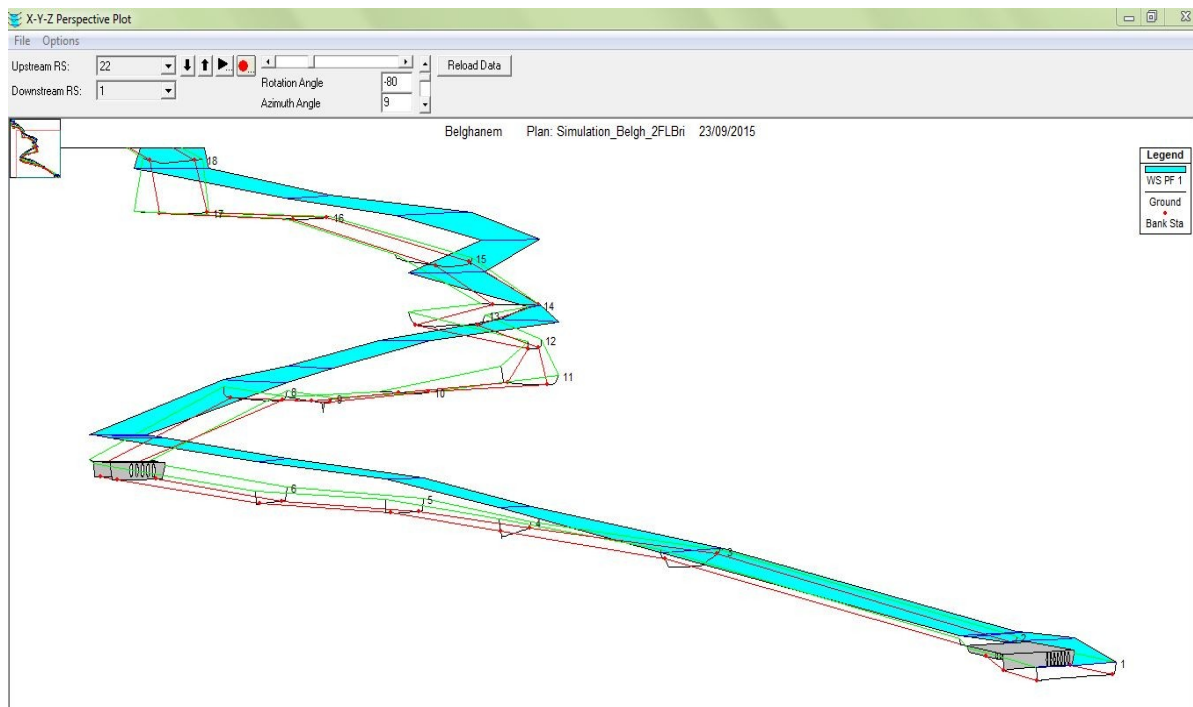 X-Y-Z Perspective Plot
File Options
Upstream RS: 22
Downstream RS: 1
Rotation Angle -80
Azimuth Angle 9
Reload Data
Belghanem Plan: Simulation_Belgh_2FLBri 23/09/2015
Legend
WS PF 1
Ground
Bank Sta
18
17
16
15
14
13
12
11
10
9
8
6
5
4
3
2
1